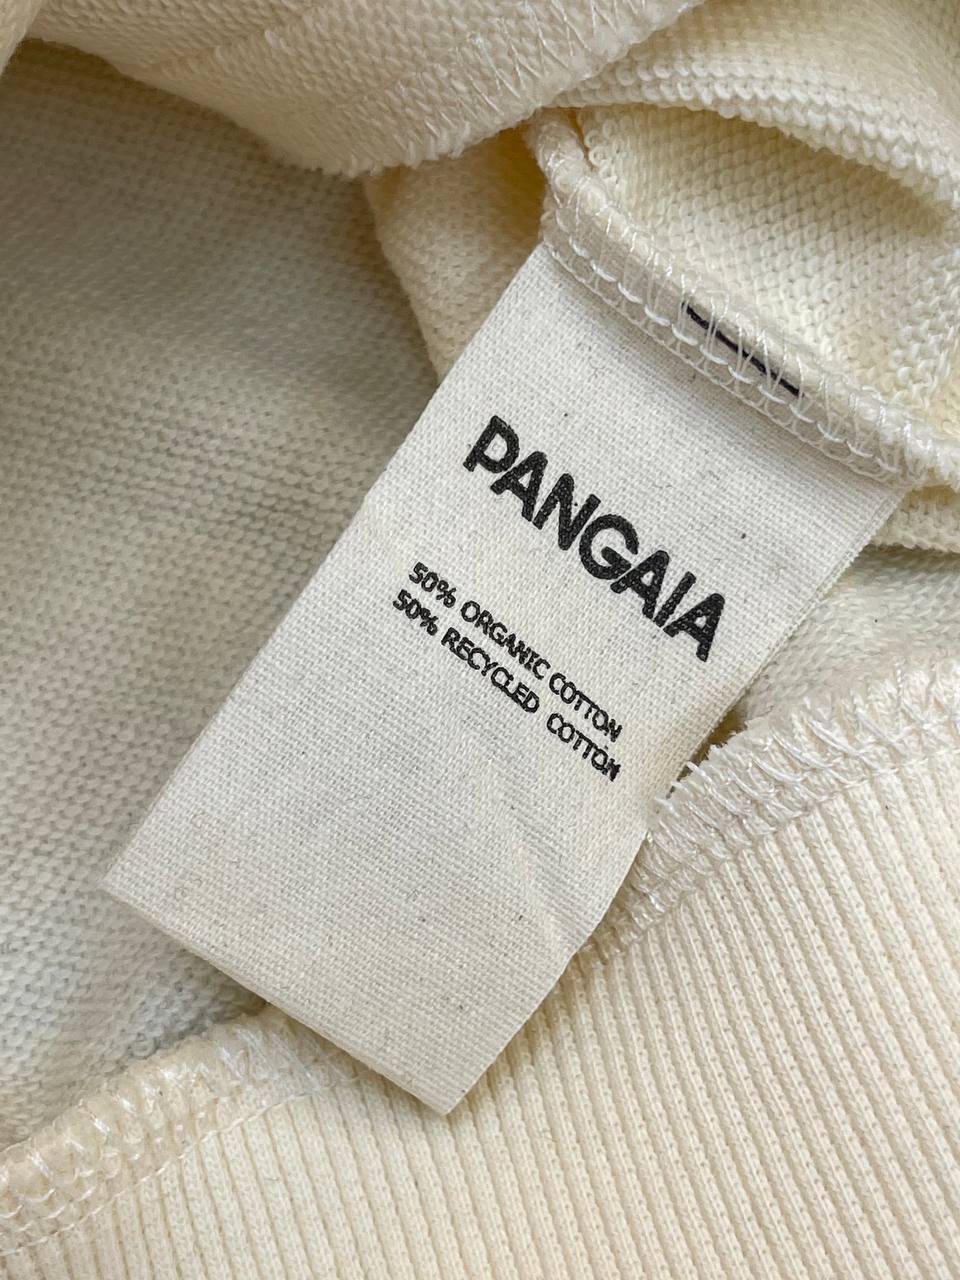 PANGAIA
50% ORGANIC COTTON
50% RECYCLED COTTON